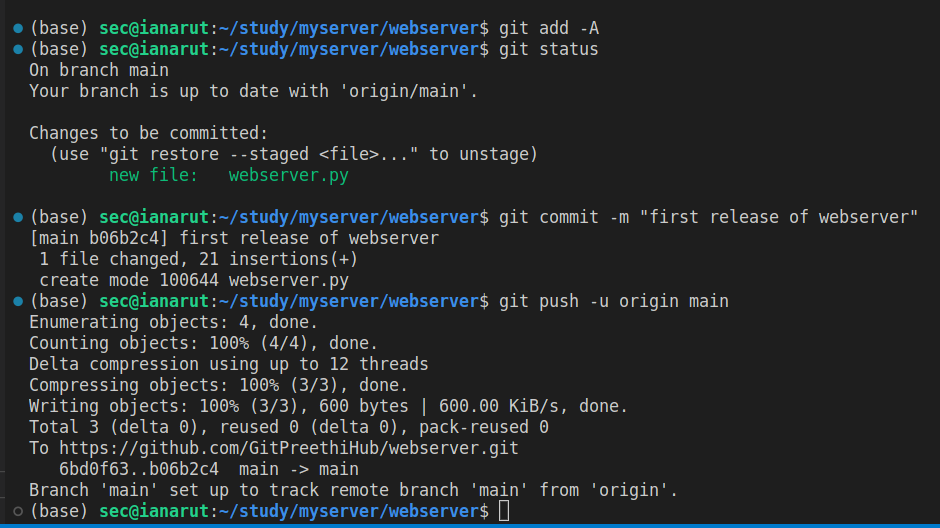 (base) sec@ianarut:~/study/myserver/webserver$ git add -A
(base) sec@ianarut:~/study/myserver/webserver$ git status
On branch main
Your branch is up to date with 'origin/main'.
Changes to be committed:
(use "git restore --staged <file>..." to unstage)
new file:   webserver.py
(base) sec@ianarut:~/study/myserver/webserver$ git commit -m "first release of webserver"
[main b06b2c4] first release of webserver
1 file changed, 21 insertions(+)
create mode 100644 webserver.py
(base) sec@ianarut:~/study/myserver/webserver$ git push -u origin main
Enumerating objects: 4, done.
Counting objects: 100% (4/4), done.
Delta compression using up to 12 threads
Compressing objects: 100% (3/3), done.
Writing objects: 100% (3/3), 600 bytes | 600.00 KiB/s, done.
Total 3 (delta 0), reused 0 (delta 0), pack-reused 0
To https://github.com/GitPreethiHub/webserver.git
6bd0f63..b06b2c4  main -> main
Branch 'main' set up to track remote branch 'main' from 'origin'.
(base) sec@ianarut:~/study/myserver/webserver$